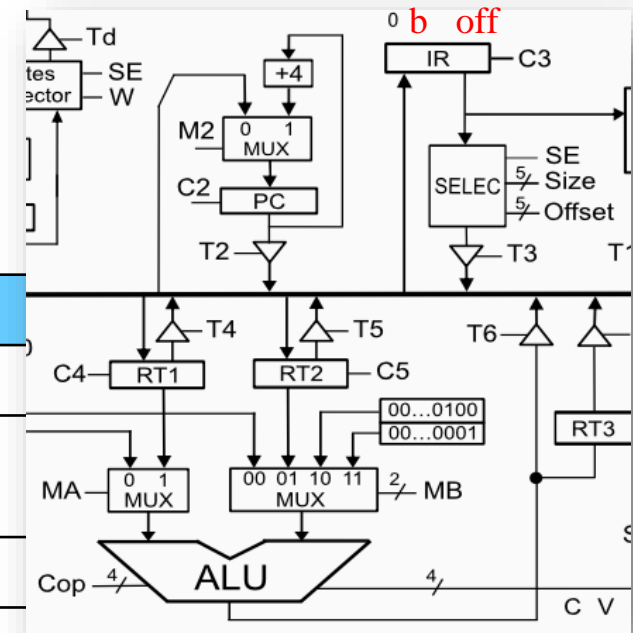 0 b off
Td
IR
C3
+4
tes
ector
SE
W
M2
0 1
MUX
SELEC
SE
5
Size
5
Offset
C2
PC
T2
T3
T1
T4
T5
T6
C4
RT1
RT2
C5
00...0100
00...0001
RT3
MA
0 1
MUX
00 01 10 11
MUX
2
MB
Cop
4
ALU
4
C V